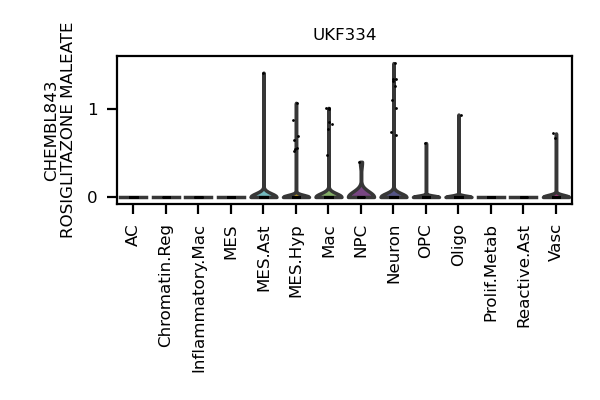 UKF334
CHEMBL843
ROSIGLITAZONE MALEATE
1
0
AC
Chromatin.Reg
Inflammatory.Mac
MES
MES.Ast
MES.Hyp
Mac
NPC
Neuron
OPC
Oligo
Prolif.Metab
Reactive.Ast
Vasc